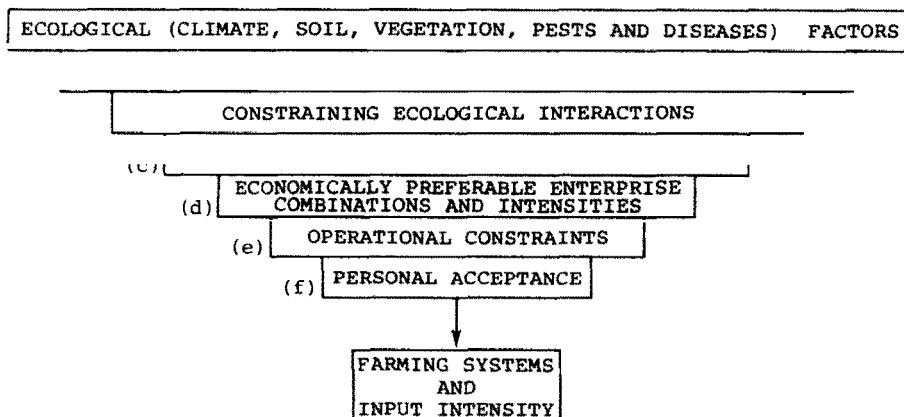 ECOLOGICAL (CLIMATE, SOIL, VEGETATION, PESTS AND DISEASES) FACTORS
CONSTRAINING ECOLOGICAL INTERACTIONS
(c)
ECONOMICALLY PREFERABLE ENTERPRISE
(d) COMBINATIONS AND INTENSITIES
(e) OPERATIONAL CONSTRAINTS
(f) PERSONAL ACCEPTANCE
FARMING SYSTEMS
AND
INPUT INTENSITY